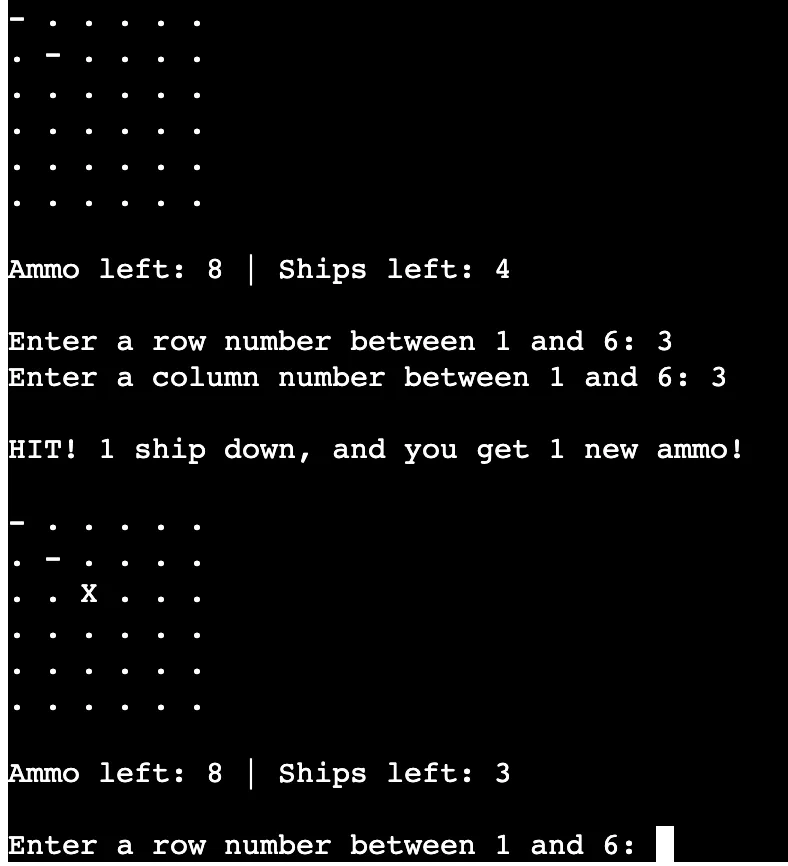 - . . . . .
. - . . . .
. . . . . .
. . . . . .
. . . . . .
. . . . . .
Ammo left: 8 | Ships left: 4
Enter a row number between 1 and 6: 3
Enter a column number between 1 and 6: 3
HIT! 1 ship down, and you get 1 new ammo!
- . . . . .
. - . . . .
. . X . . .
. . . . . .
. . . . . .
. . . . . .
Ammo left: 8 | Ships left: 3
Enter a row number between 1 and 6: